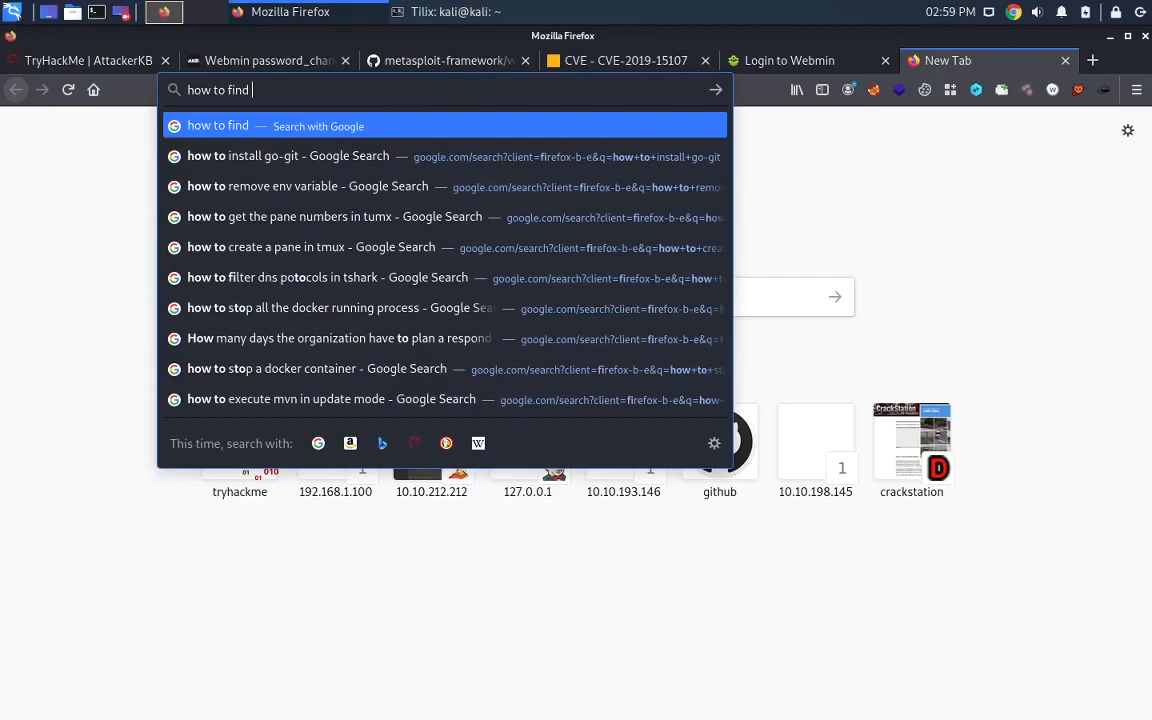 Mozilla Firefox
Tilix: kali@kali: ~
02:59 PM
Mozilla Firefox
TryHackMe | AttackerKB
Webmin password_chan
metasploit-framework/w
CVE - CVE-2019-15107
Login to Webmin
New Tab
how to find
how to find — Search with Google
how to install go-git - Google Search — google.com/search?client=firefox-b-e&q=how+to+install+go-git
how to remove env variable - Google Search — google.com/search?client=firefox-b-e&q=how+to+remo
how to get the pane numbers in tumx - Google Search — google.com/search?client=firefox-b-e&q=how
how to create a pane in tmux - Google Search — google.com/search?client=firefox-b-e&q=how+to+crea
how to filter dns potocols in tshark - Google Search — google.com/search?client=firefox-b-e&q=how+t
how to stop all the docker running process - Google Sear — google.com/search?client=firefox-b-e&q=h
How many days the organization have to plan a respond — google.com/search?client=firefox-b-e&q=
how to stop a docker container - Google Search — google.com/search?client=firefox-b-e&q=how+to+st
how to execute mvn in update mode - Google Search — google.com/search?client=firefox-b-e&q=how-
This time, search with:
CrackStation
tryhackme
192.168.1.100
10.10.212.212
127.0.0.1
10.10.193.146
github
10.10.198.145
crackstation